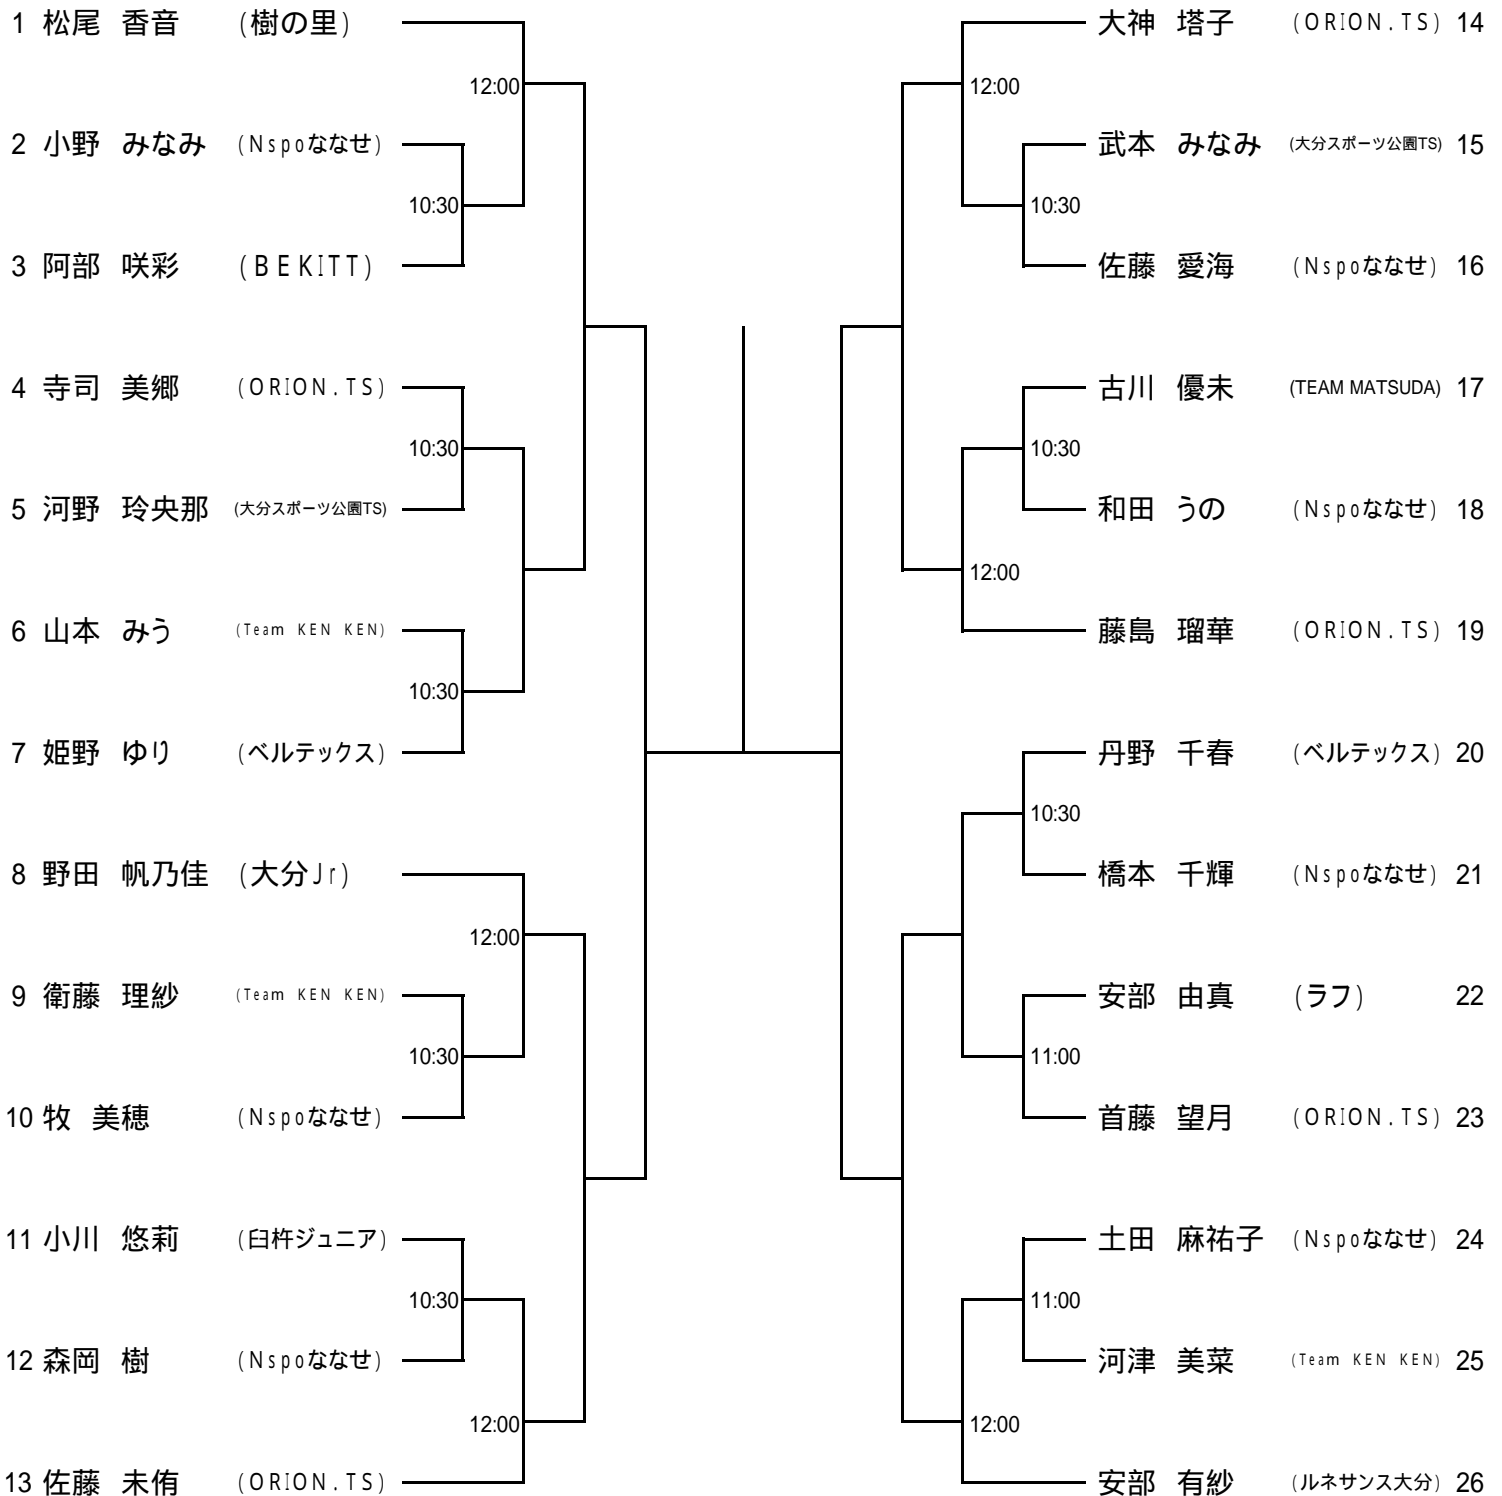 1 松尾 香音 (樹の里)
12:00
2 小野 みなみ (Nspoななせ)
10:30
3 阿部 咲彩 (BEKITT)
4 寺司 美郷 (ORION.TS)
10:30
5 河野 玲央那 (大分スポーツ公園TS)
6 山本 みう (Team KEN KEN)
10:30
7 姫野 ゆり (ベルテックス)
8 野田 帆乃佳 (大分Jr)
12:00
9 衛藤 理紗 (Team KEN KEN)
10:30
10 牧 美穂 (Nspoななせ)
11 小川 悠莉 (臼杵ジュニア)
10:30
12 森岡 樹 (Nspoななせ)
12:00
13 佐藤 未侑 (ORION.TS)
大神 塔子 (ORION.TS) 14
12:00
武本 みなみ (大分スポーツ公園TS) 15
10:30
佐藤 愛海 (Nspoななせ) 16
古川 優未 (TEAM MATSUDA) 17
10:30
和田 うの (Nspoななせ) 18
12:00
藤島 瑠華 (ORION.TS) 19
丹野 千春 (ベルテックス) 20
10:30
橋本 千輝 (Nspoななせ) 21
安部 由真 (ラフ) 22
11:00
首藤 望月 (ORION.TS) 23
土田 麻祐子 (Nspoななせ) 24
11:00
河津 美菜 (Team KEN KEN) 25
12:00
安部 有紗 (ルネサンス大分) 26